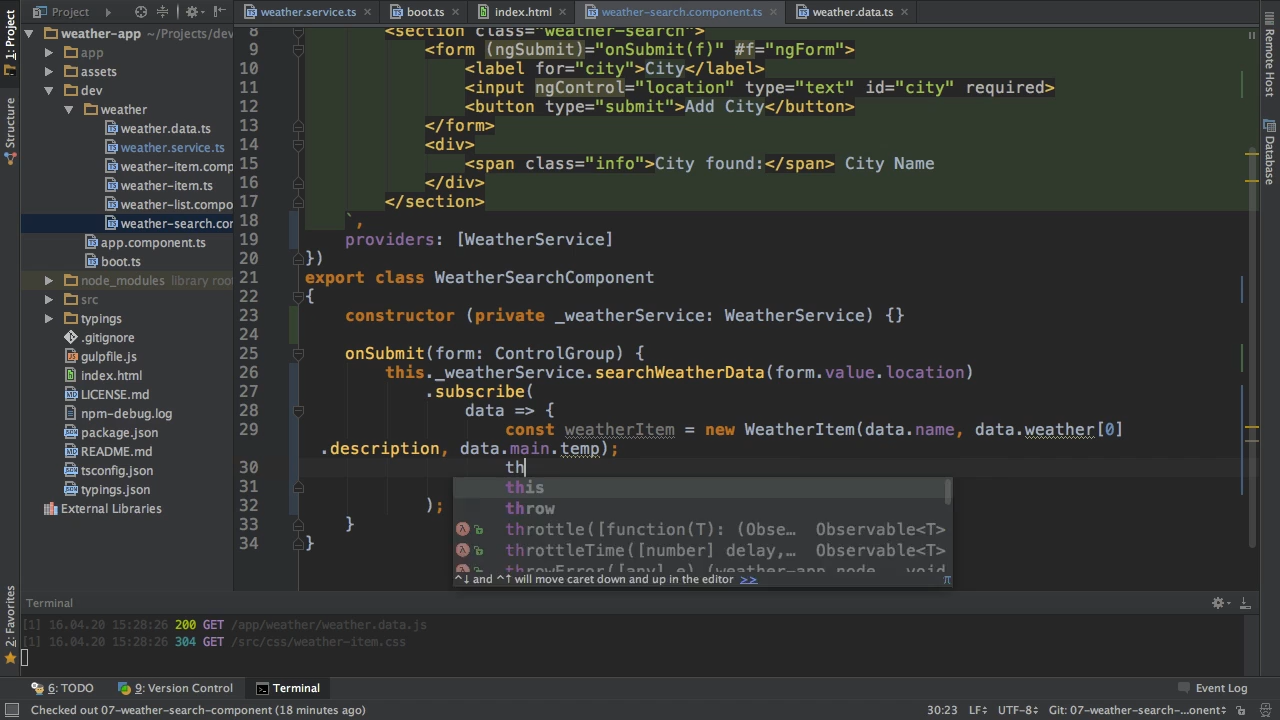 1: Project
Project
weather.service.ts
boot.ts
index.html
weather-search.component.ts
weather.data.ts
weather-app ~/Projects/dev
app
assets
dev
weather
weather.data.ts
weather.service.ts
weather-item.comp
weather-item.ts
weather-list.compo
weather-search.cor
app.component.ts
boot.ts
node_modules library root
src
typings
.gitignore
gulpfile.js
index.html
LICENSE.md
npm-debug.log
package.json
README.md
tsconfig.json
typings.json
External Libraries
Structure
2: Favorites
8 <section class="weather-search">
9 <form (ngSubmit)="onSubmit(f)" #f="ngForm">
10 <label for="city">City</label>
11 <input ngControl="location" type="text" id="city" required>
12 <button type="submit">Add City</button>
13 </form>
14 <div>
15 <span class="info">City found:</span> City Name
16 </div>
17 </section>
18 `,
19 providers: [WeatherService]
20 })
21 export class WeatherSearchComponent
22 {
23 constructor (private _weatherService: WeatherService) {}
24
25 onSubmit(form: ControlGroup) {
26 this._weatherService.searchWeatherData(form.value.location)
27 .subscribe(
28 data => {
29 const weatherItem = new WeatherItem(data.name, data.weather[0]
.description, data.main.temp);
30 th
31
32 );
33 }
34 }
this
throw
throttle([function(T): (Obse… Observable<T>
throttleTime([number] delay,… Observable<T>
throwError([any] e) (weather-app node… void
^↓ and ^↑ will move caret down and up in the editor >> π
Remote Host
Database
Terminal
[1] 16.04.20 15:28:26 200 GET /app/weather/weather.data.js
[1] 16.04.20 15:28:26 304 GET /src/css/weather-item.css
6: TODO
9: Version Control
Terminal
Event Log
Checked out 07-weather-search-component (18 minutes ago)
30:23 LF÷ UTF-8÷ Git: 07-weather-search-…onent÷